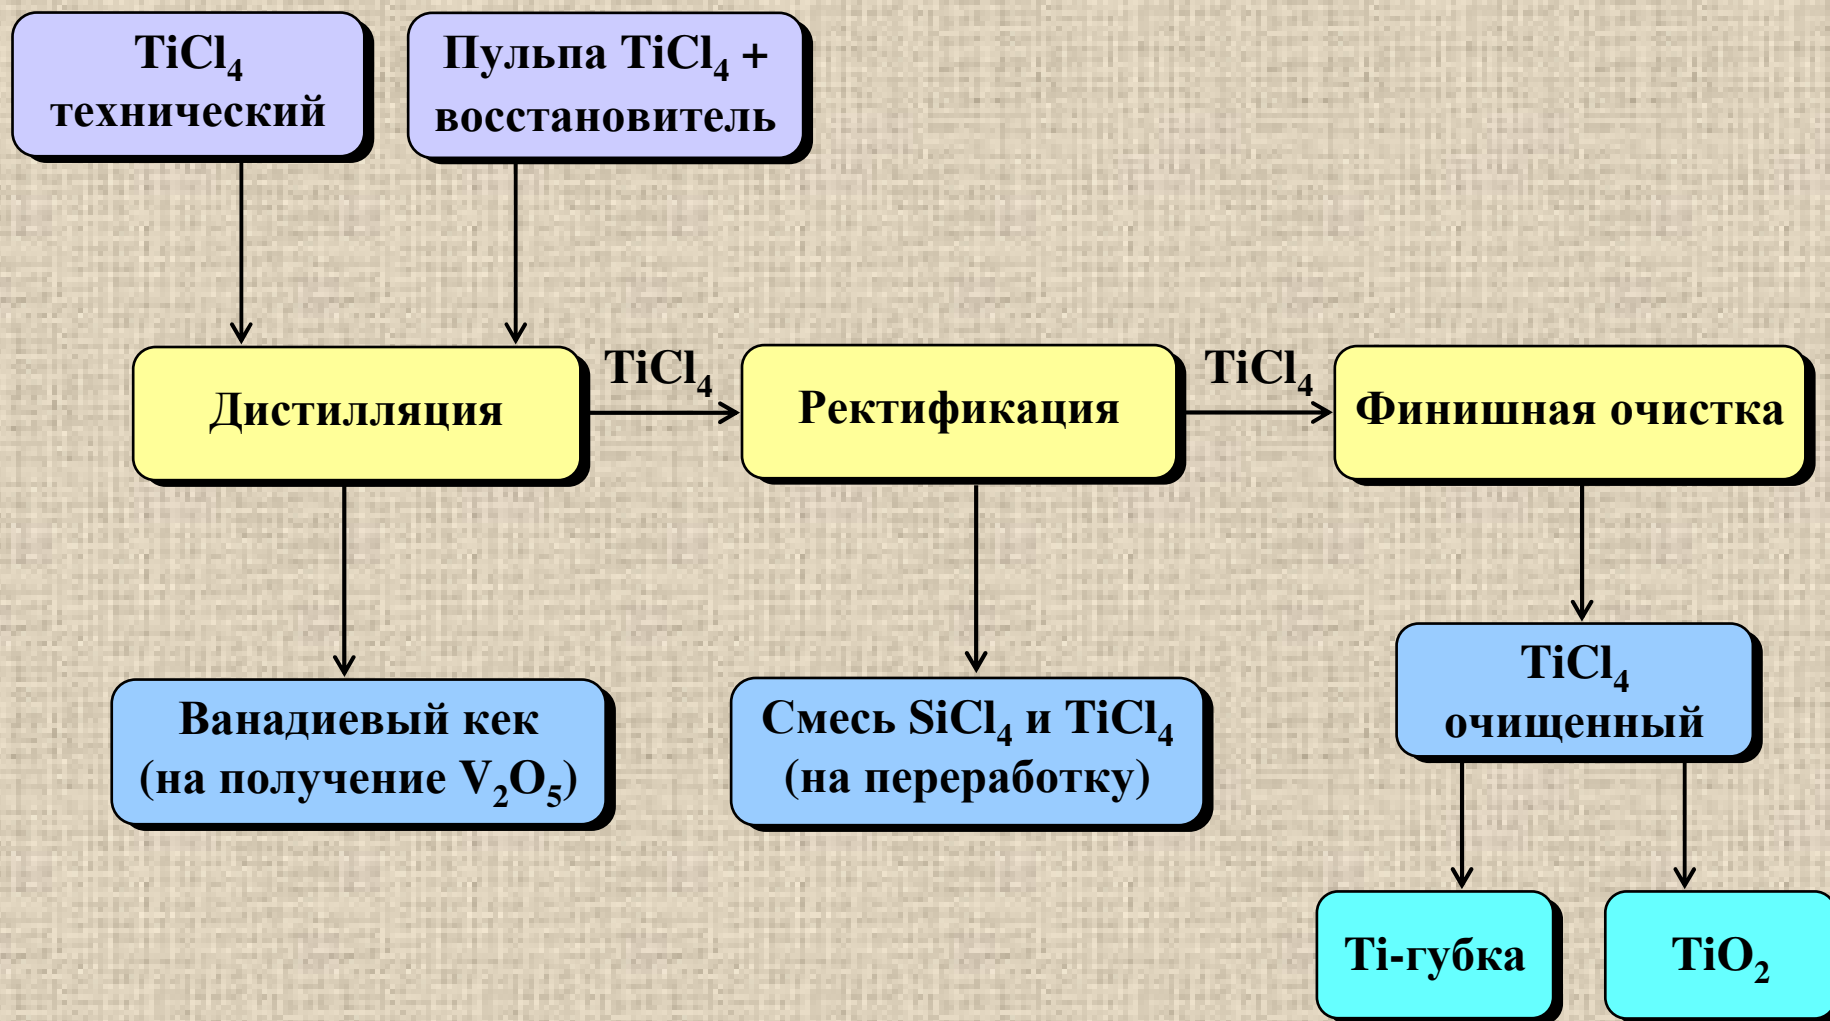 TiCl₄
технический
Пульпа TiCl₄ +
восстановитель
Дистилляция
TiCl₄
Ректификация
TiCl₄
Финишная очистка
Ванадиевый кек
(на получение V₂O₅)
Смесь SiCl₄ и TiCl₄
(на переработку)
TiCl₄
очищенный
Ti-губка
TiO₂